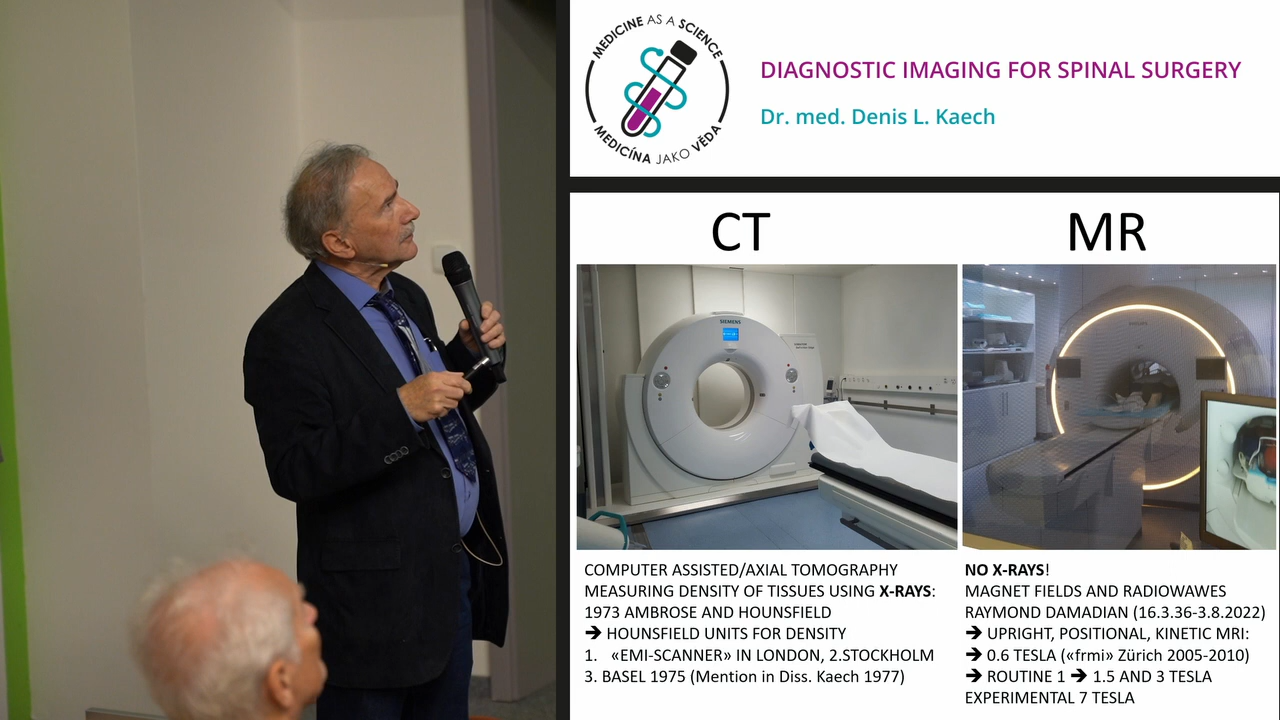 MEDICINE AS A SCIENCE
MEDICÍNA JAKO VĚDA
DIAGNOSTIC IMAGING FOR SPINAL SURGERY
Dr. med. Denis L. Kaech
CT
MR
SIEMENS
PHILIPS
COMPUTER ASSISTED/AXIAL TOMOGRAPHY
MEASURING DENSITY OF TISSUES USING X-RAYS:
1973 AMBROSE AND HOUNSFIELD
➔ HOUNSFIELD UNITS FOR DENSITY
1. «EMI-SCANNER» IN LONDON, 2.STOCKHOLM
3. BASEL 1975 (Mention in Diss. Kaech 1977)
NO X-RAYS!
MAGNET FIELDS AND RADIOWAWES
RAYMOND DAMADIAN (16.3.36-3.8.2022)
➔ UPRIGHT, POSITIONAL, KINETIC MRI:
➔ 0.6 TESLA («frmi» Zürich 2005-2010)
➔ ROUTINE 1 ➔ 1.5 AND 3 TESLA
EXPERIMENTAL 7 TESLA